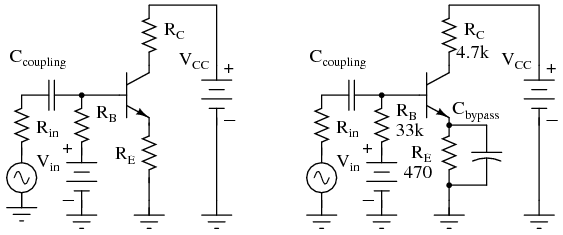 R_C
V_CC
+
C_coupling
R_B
R_in
+
V_in
R_E
−
−
R_C
4.7k
V_CC
+
C_coupling
C_bypass
R_B
33k
R_in
+
V_in
R_E
470
−
−